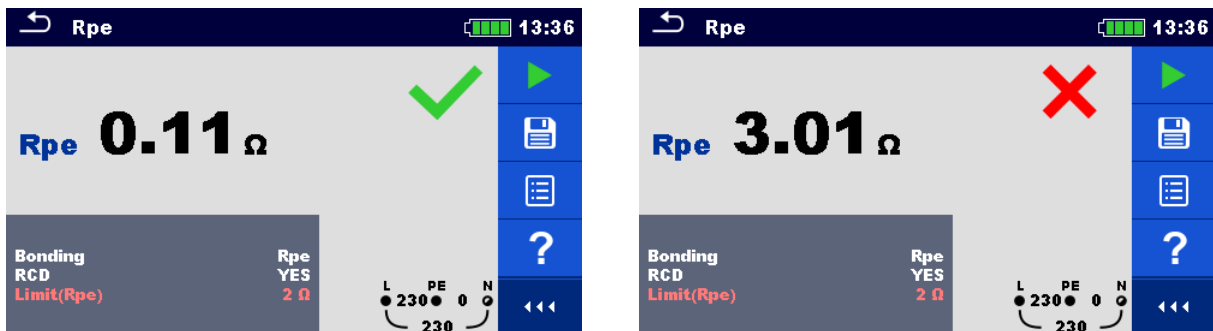 Rpe 13:36
Rpe 0.11 Ω
Bonding Rpe
RCD YES
Limit(Rpe) 2 Ω
?
L PE N
230 0
230
Rpe 13:36
Rpe 3.01 Ω
Bonding Rpe
RCD YES
Limit(Rpe) 2 Ω
?
L PE N
230 0
230